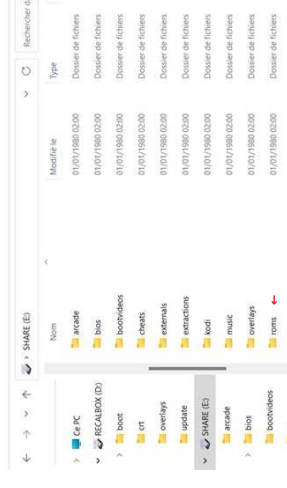 SHARE (E:)
Rechercher da
Nom
Modifié le
Type
Ce PC
RECALBOX (D:)
boot
crt
overlays
update
SHARE (E:)
arcade
bios
bootvideos
arcade 01/01/1980 02:00 Dossier de fichiers
bios 01/01/1980 02:00 Dossier de fichiers
bootvideos 01/01/1980 02:00 Dossier de fichiers
cheats 01/01/1980 02:00 Dossier de fichiers
externals 01/01/1980 02:00 Dossier de fichiers
extractions 01/01/1980 02:00 Dossier de fichiers
kodi 01/01/1980 02:00 Dossier de fichiers
music 01/01/1980 02:00 Dossier de fichiers
overlays 01/01/1980 02:00 Dossier de fichiers
roms 01/01/1980 02:00 Dossier de fichiers